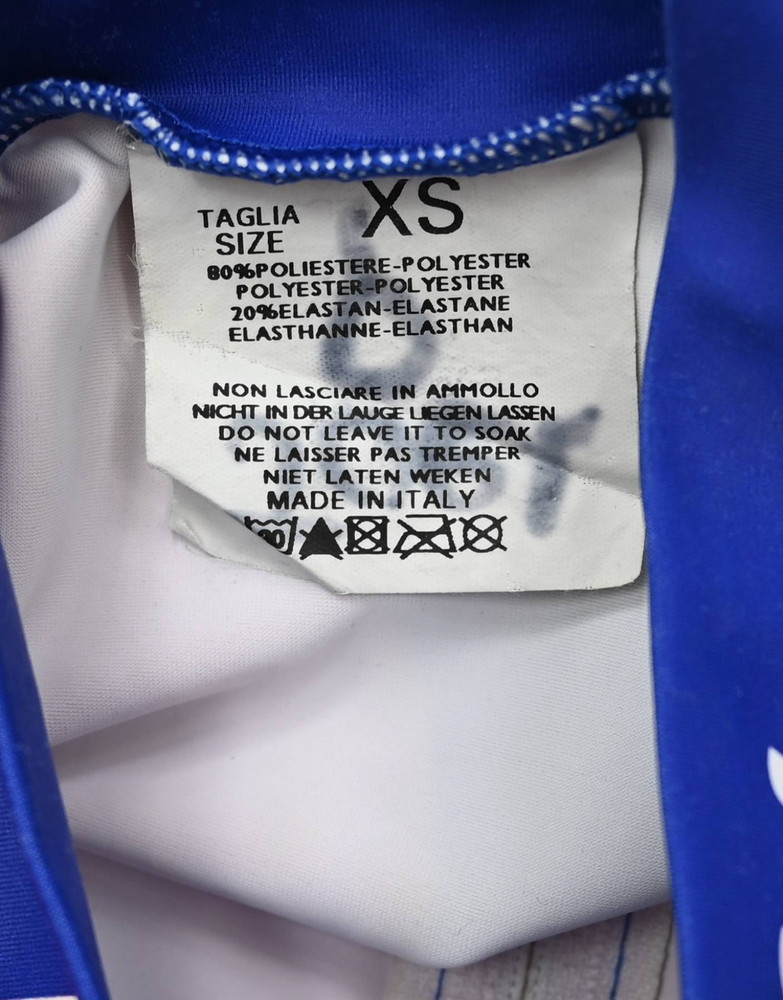 TAGLIA XS
SIZE
80%POLIESTERE-POLYESTER
POLYESTER-POLYESTER
20%ELASTAN-ELASTANE
ELASTHANNE-ELASTHAN
NON LASCIARE IN AMMOLLO
NICHT IN DER LAUGE LIEGEN LASSEN
DO NOT LEAVE IT TO SOAK
NE LAISSER PAS TREMPER
NIET LATEN WEKEN
MADE IN ITALY